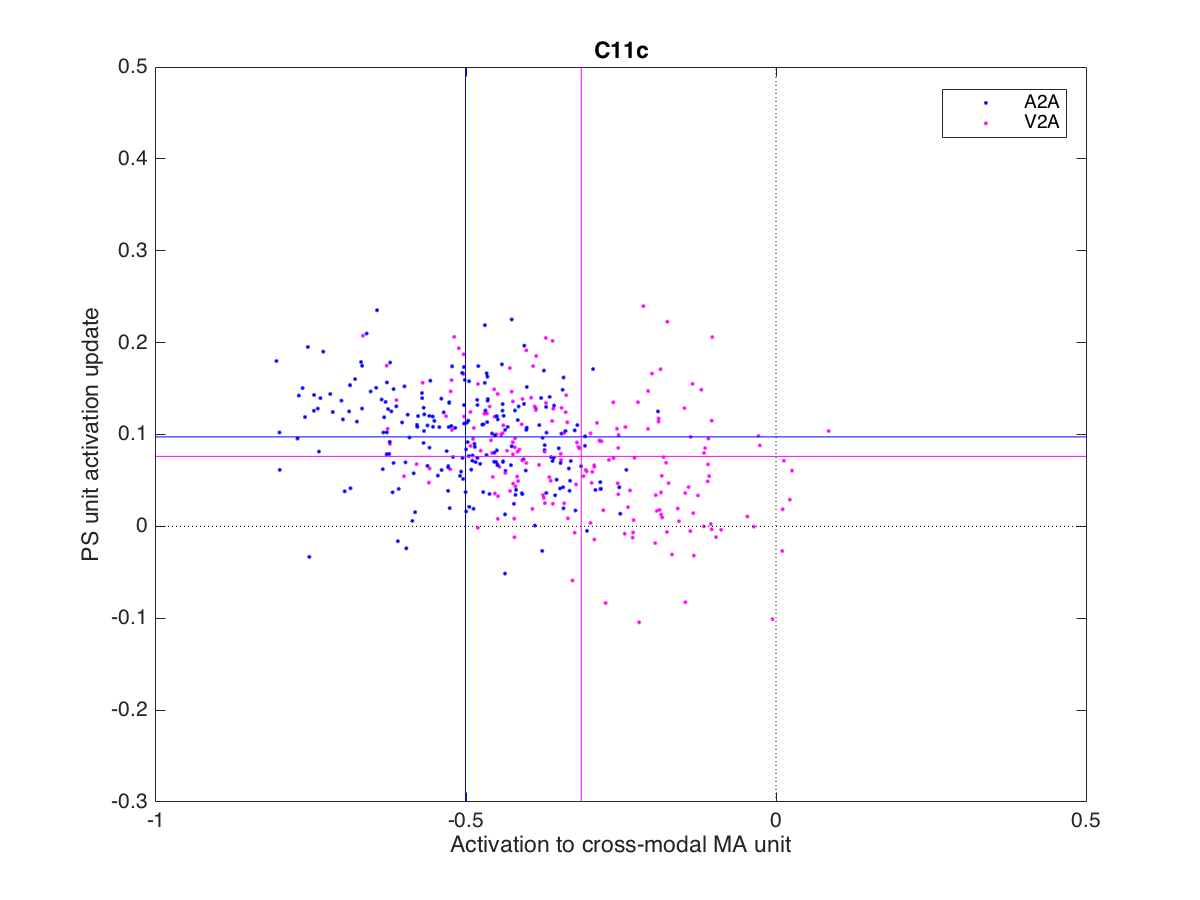 C11c
0.5
A2A
V2A
0.4
0.3
0.2
0.1
0
-0.1
-0.2
-0.3
PS unit activation update
-1
-0.5
0
0.5
Activation to cross-modal MA unit